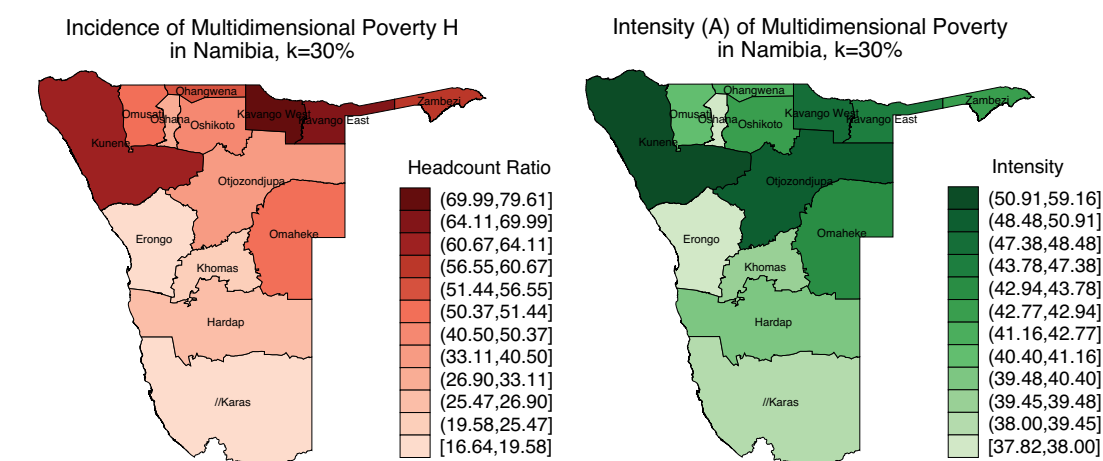 Incidence of Multidimensional Poverty H
in Namibia, k=30%
Ohangwena
Zambezi
Omusati
Oshana
Oshikoto
Kavango West
Kavango East
Kunene
Otjozondjupa
Erongo
Omaheke
Khomas
Hardap
//Karas
Headcount Ratio
(69.99,79.61]
(64.11,69.99]
(60.67,64.11]
(56.55,60.67]
(51.44,56.55]
(50.37,51.44]
(40.50,50.37]
(33.11,40.50]
(26.90,33.11]
(25.47,26.90]
(19.58,25.47]
[16.64,19.58]
Intensity (A) of Multidimensional Poverty
in Namibia, k=30%
Ohangwena
Zambezi
Omusati
Oshana
Oshikoto
Kavango West
Kavango East
Kunene
Otjozondjupa
Erongo
Omaheke
Khomas
Hardap
//Karas
Intensity
(50.91,59.16]
(48.48,50.91]
(47.38,48.48]
(43.78,47.38]
(42.94,43.78]
(42.77,42.94]
(41.16,42.77]
(40.40,41.16]
(39.48,40.40]
(39.45,39.48]
(38.00,39.45]
[37.82,38.00]